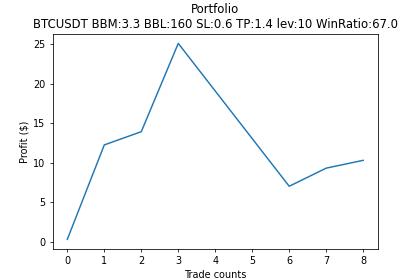 Portfolio
BTCUSDT BBM:3.3 BBL:160 SL:0.6 TP:1.4 lev:10 WinRatio:67.0
25
20
15
10
5
0
Profit ($)
0 1 2 3 4 5 6 7 8
Trade counts